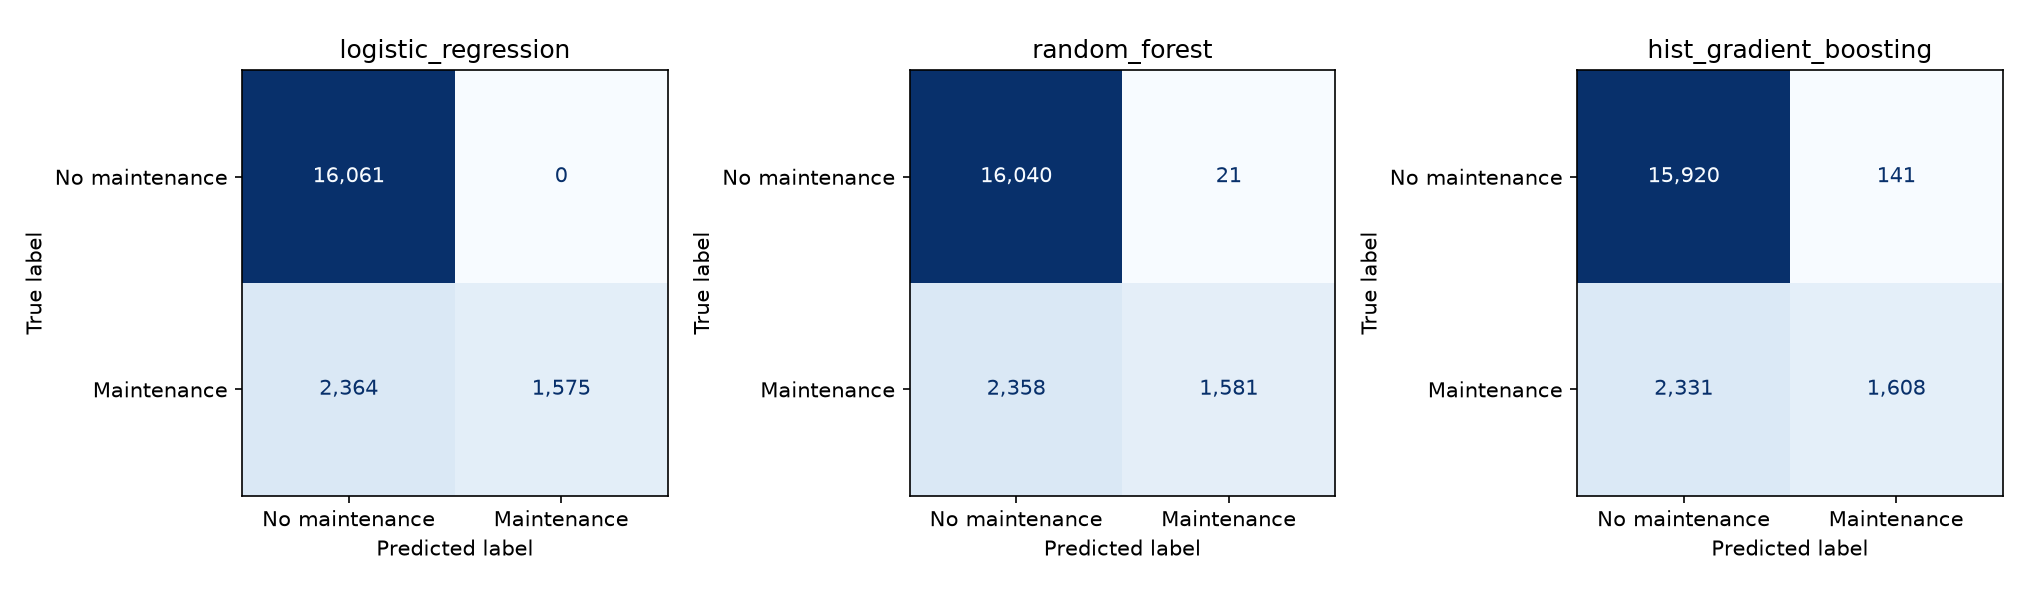 logistic_regression
True label
No maintenance
16,061
0
Maintenance
2,364
1,575
No maintenance
Maintenance
Predicted label
random_forest
True label
No maintenance
16,040
21
Maintenance
2,358
1,581
No maintenance
Maintenance
Predicted label
hist_gradient_boosting
True label
No maintenance
15,920
141
Maintenance
2,331
1,608
No maintenance
Maintenance
Predicted label